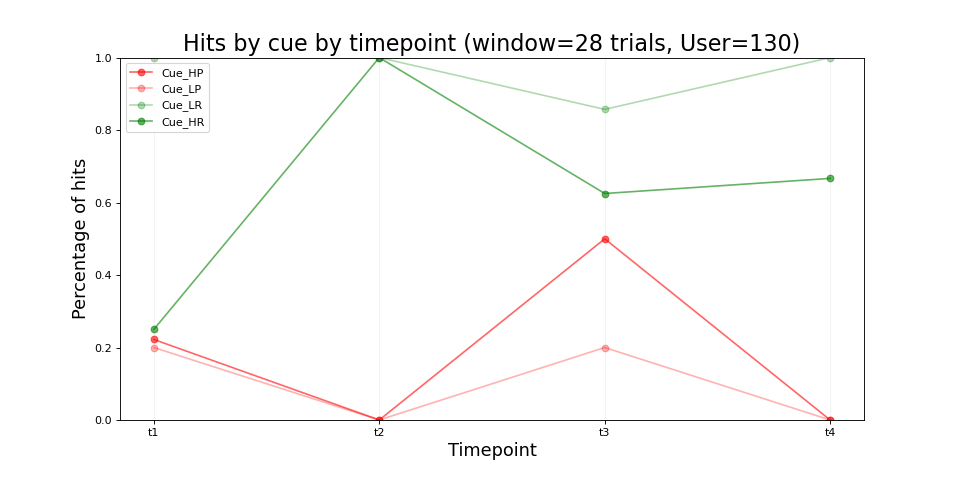 Hits by cue by timepoint (window=28 trials, User=130)
Percentage of hits
1.0
0.8
0.6
0.4
0.2
0.0
Cue_HP
Cue_LP
Cue_LR
Cue_HR
t1 t2 t3 t4
Timepoint